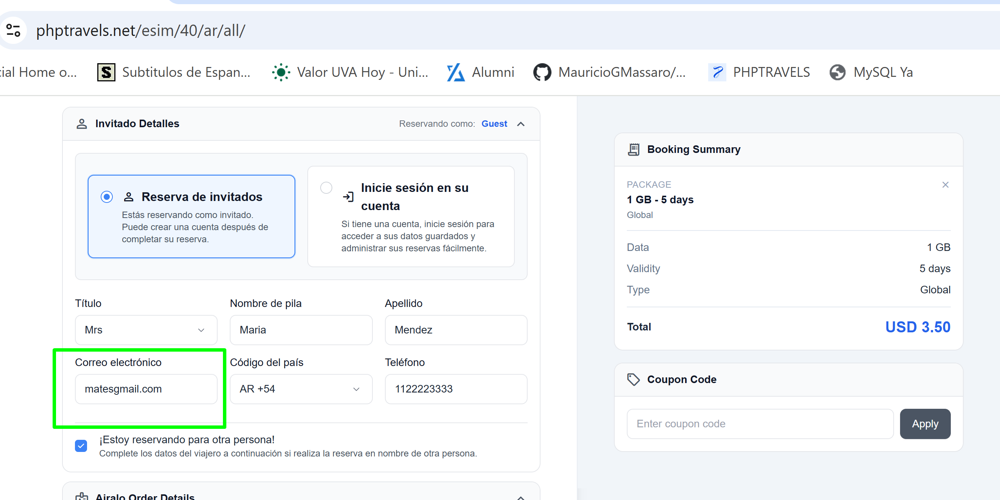 phptravels.net/esim/40/ar/all/
cial Home o...
Subtitulos de Espan...
Valor UVA Hoy - Uni...
Alumni
MauricioGMassaro/...
PHPTRAVELS
MySQL Ya
Invitado Detalles
Reservando como: Guest
Reserva de invitados
Estás reservando como invitado.
Puede crear una cuenta después de
completar su reserva.
Inicie sesión en su
cuenta
Si tiene una cuenta, inicie sesión para
acceder a sus datos guardados y
administrar sus reservas fácilmente.
Título
Nombre de pila
Apellido
Mrs
Maria
Mendez
Correo electrónico
Código del país
Teléfono
matesgmail.com
AR +54
1122223333
¡Estoy reservando para otra persona!
Complete los datos del viajero a continuación si realiza la reserva en nombre de otra persona.
Airalo Order Details
Booking Summary
PACKAGE
1 GB - 5 days
Global
Data 1 GB
Validity 5 days
Type Global
Total USD 3.50
Coupon Code
Enter coupon code
Apply